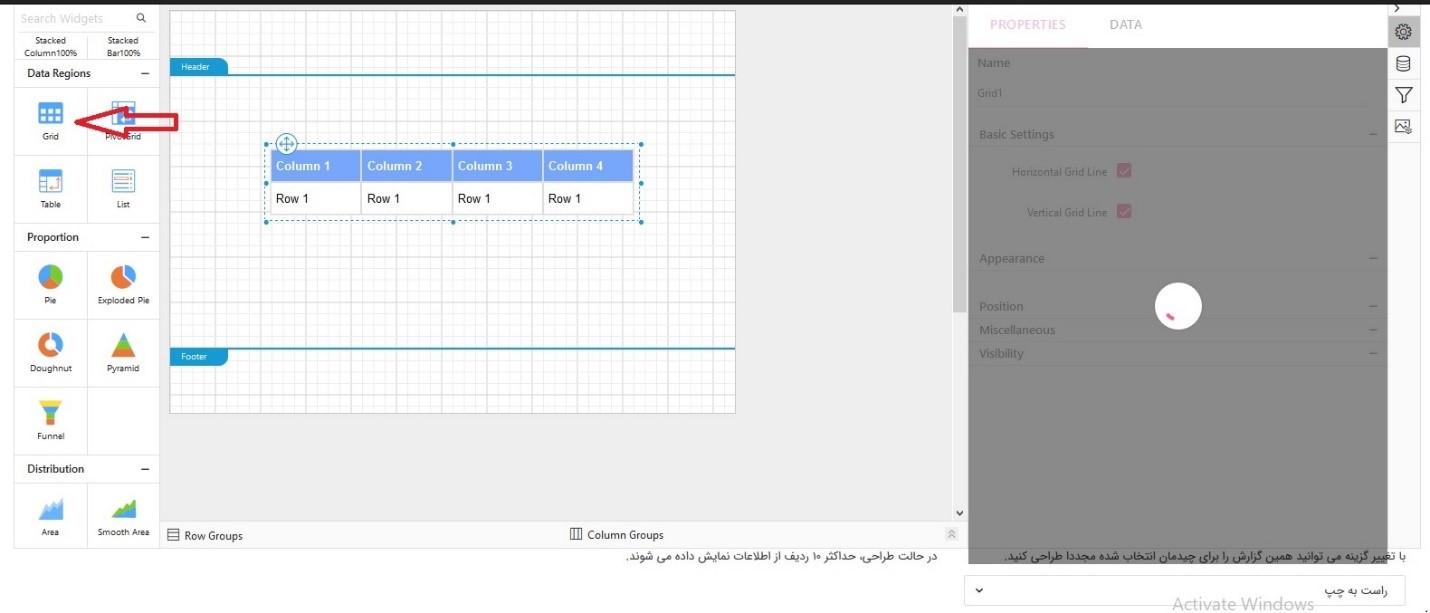 Search Widgets
Stacked Column100%
Stacked Bar100%
Data Regions
Grid
PivotGrid
Table
List
Proportion
Pie
Exploded Pie
Doughnut
Pyramid
Funnel
Distribution
Area
Smooth Area
Header
Column 1 Column 2 Column 3 Column 4
Row 1 Row 1 Row 1 Row 1
Footer
Row Groups
Column Groups
PROPERTIES DATA
Name
Grid1
Basic Settings
Horizontal Grid Line
Vertical Grid Line
Appearance
Position
Miscellaneous
Visibility
با تغییر گزینه می توانید همین گزارش را برای چیدمان انتخاب شده مجددا طراحی کنید.
در حالت طراحی، حداکثر ۱۰ ردیف از اطلاعات نمایش داده می شوند.
راست به چپ
Activate Windows